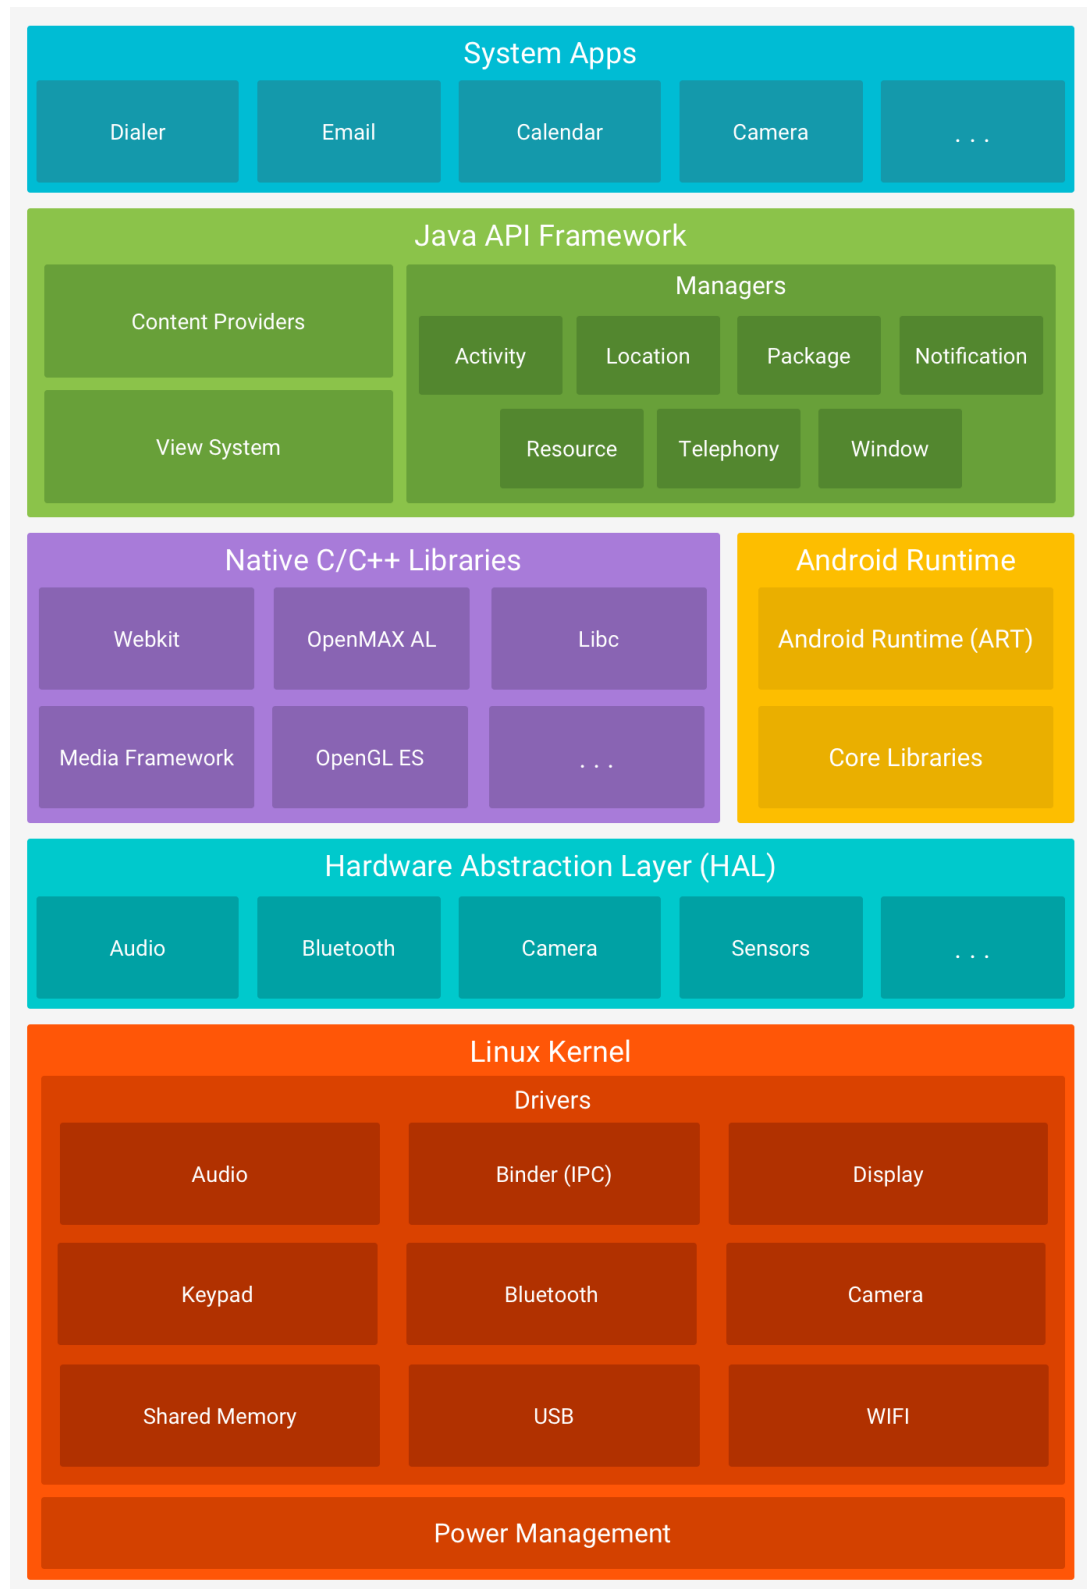 System Apps
Dialer
Email
Calendar
Camera
. . .
Java API Framework
Content Providers
View System
Managers
Activity
Location
Package
Notification
Resource
Telephony
Window
Native C/C++ Libraries
Webkit
OpenMAX AL
Libc
Media Framework
OpenGL ES
. . .
Android Runtime
Android Runtime (ART)
Core Libraries
Hardware Abstraction Layer (HAL)
Audio
Bluetooth
Camera
Sensors
. . .
Linux Kernel
Drivers
Audio
Binder (IPC)
Display
Keypad
Bluetooth
Camera
Shared Memory
USB
WIFI
Power Management